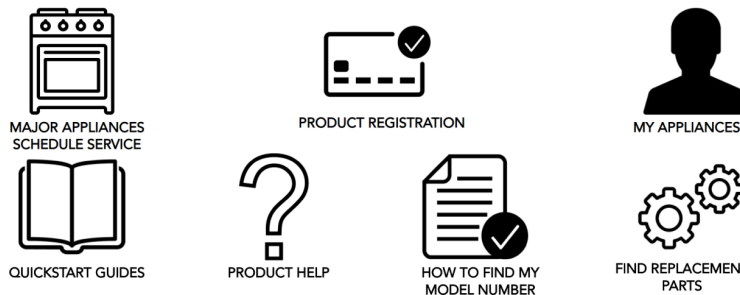 MAJOR APPLIANCES
SCHEDULE SERVICE
PRODUCT REGISTRATION
MY APPLIANCES
QUICKSTART GUIDES
PRODUCT HELP
HOW TO FIND MY
MODEL NUMBER
FIND REPLACEMEN
PARTS